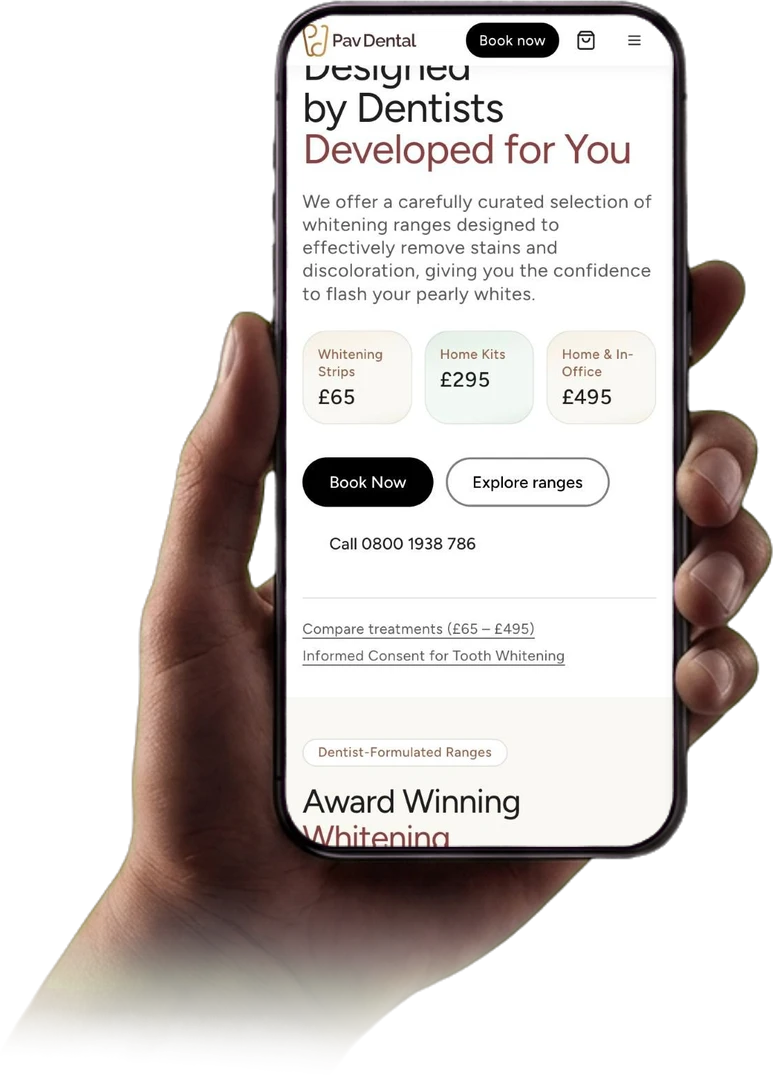 Pav Dental
Book now
Designed
by Dentists
Developed for You
We offer a carefully curated selection of
whitening ranges designed to
effectively remove stains and
discoloration, giving you the confidence
to flash your pearly whites.
Whitening
Strips
£65
Home Kits
£295
Home & In-
Office
£495
Book Now
Explore ranges
Call 0800 1938 786
Compare treatments (£65 – £495)
Informed Consent for Tooth Whitening
Dentist-Formulated Ranges
Award Winning
Whitening